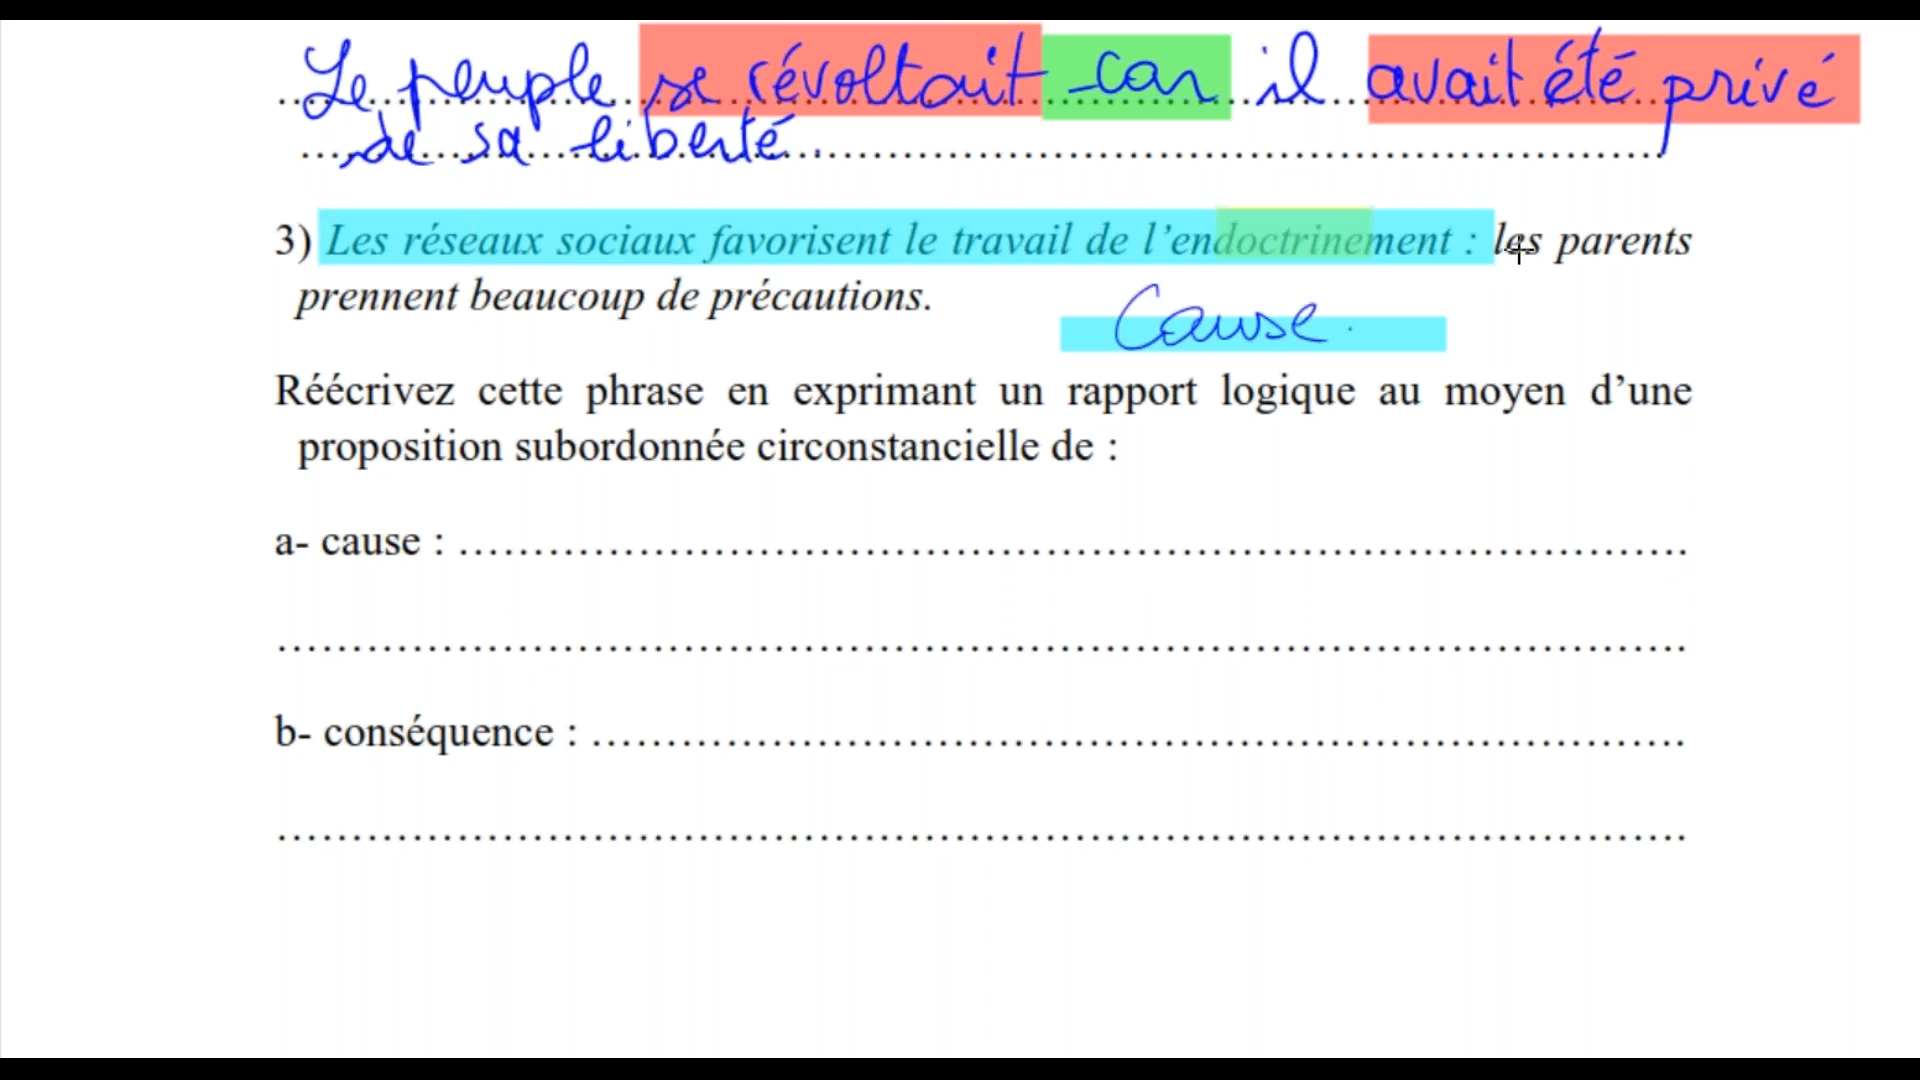 Le peuple se révoltait car il avait été privé
de sa liberté.
3) Les réseaux sociaux favorisent le travail de l’endoctrinement : les parents
prennent beaucoup de précautions.
Cause.
Réécrivez cette phrase en exprimant un rapport logique au moyen d’une
proposition subordonnée circonstancielle de :
a- cause : ……………………………………………………………………………
……………………………………………………………………………………
b- conséquence : …………………………………………………………………
……………………………………………………………………………………